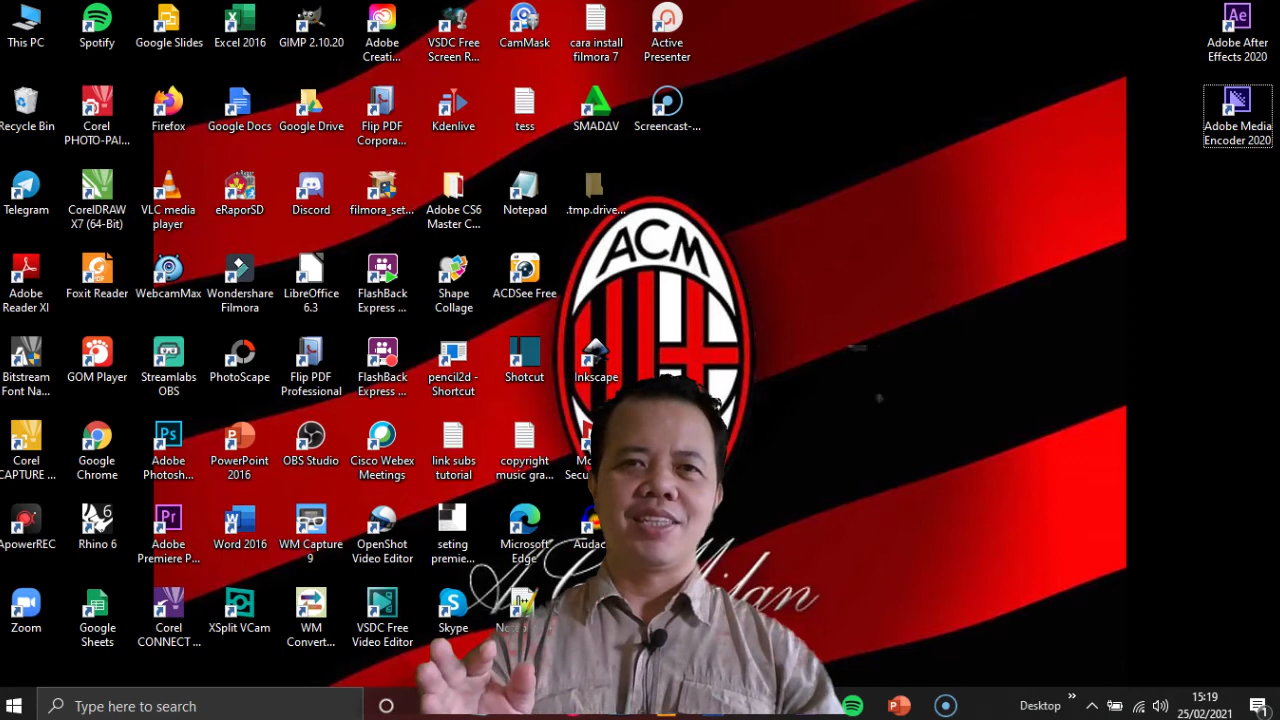 This PC
Spotify
Google Slides
Excel 2016
GIMP 2.10.20
Adobe
Creati...
VSDC Free
Screen R...
CamMask
cara install
filmora 7
Active
Presenter
Adobe After
Effects 2020
Recycle Bin
Corel
PHOTO-PAI...
Firefox
Google Docs
Google Drive
Flip PDF
Corpora...
Kdenlive
tess
SMADΔV
Screencast-...
Adobe Media
Encoder 2020
Telegram
CorelDRAW
X7 (64-Bit)
VLC media
player
eRaporSD
Discord
filmora_set...
Adobe CS6
Master C...
Notepad
.tmp.drive...
ACM
Adobe
Reader XI
Foxit Reader
WebcamMax
Wondershare
Filmora
LibreOffice
6.3
FlashBack
Express ...
Shape
Collage
ACDSee Free
Bitstream
Font Na...
GOM Player
Streamlabs
OBS
PhotoScape
Flip PDF
Professional
FlashBack
Express ...
pencil2d -
Shortcut
Shotcut
Inkscape
Corel
CAPTURE ...
Google
Chrome
Adobe
Photosh...
PowerPoint
2016
OBS Studio
Cisco Webex
Meetings
link subs
tutorial
copyright
music gra...
ApowerREC
Rhino 6
Adobe
Premiere P...
Word 2016
WM Capture
9
OpenShot
Video Editor
seting
premie...
Microsoft
Edge
Zoom
Google
Sheets
Corel
CONNECT ...
XSplit VCam
WM
Convert...
VSDC Free
Video Editor
Skype
Type here to search
Desktop
15:19
25/02/2021